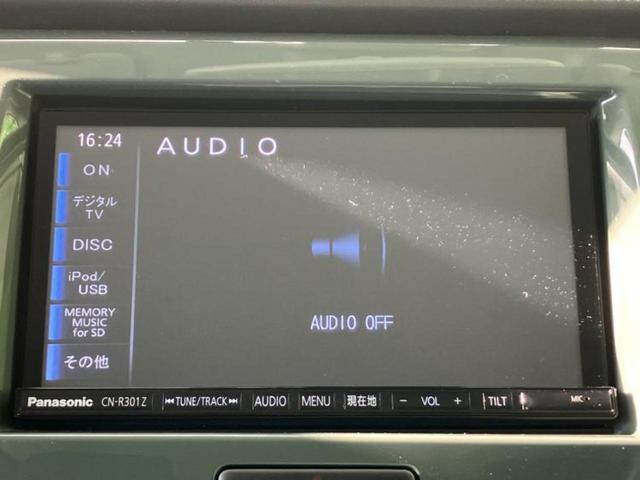 16:24
AUDIO
ON
デジタル
TV
DISC
iPod/
USB
MEMORY
MUSIC
for SD
その他
AUDIO OFF
Panasonic CN-R301Z TUNE/TRACK AUDIO MENU 現在地 − VOL + TILT MIC